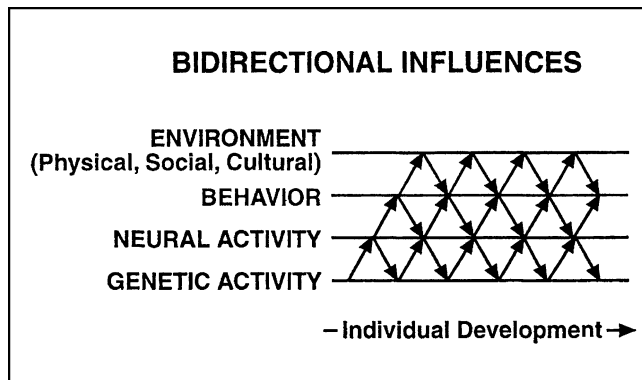 BIDIRECTIONAL INFLUENCES
ENVIRONMENT
(Physical, Social, Cultural)
BEHAVIOR
NEURAL ACTIVITY
GENETIC ACTIVITY
Individual Development